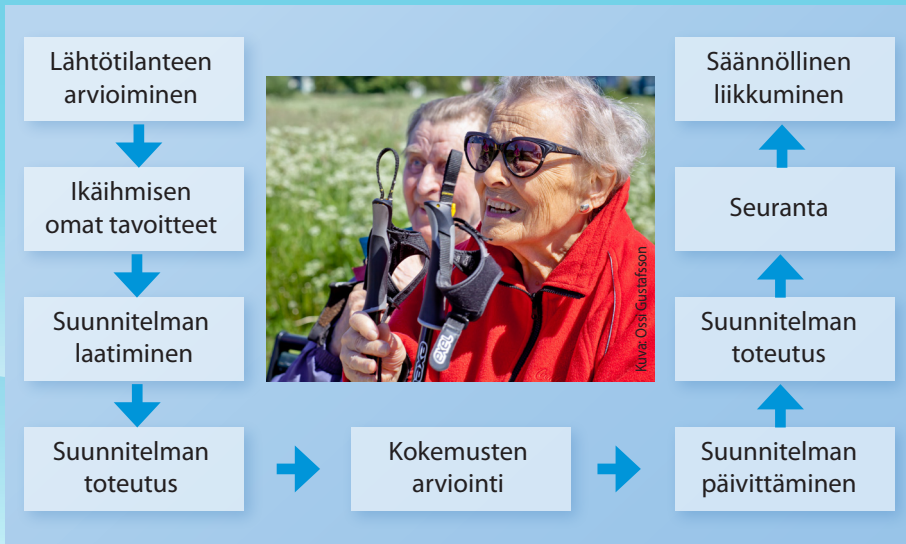 Lähtötilanteen
arvioiminen
Ikäihmisen
omat tavoitteet
Suunnitelman
laatiminen
Suunnitelman
toteutus
Kokemusten
arviointi
Suunnitelman
päivittäminen
Suunnitelman
toteutus
Seuranta
Säännöllinen
liikkuminen
Kuva: Ossi Gustafsson
exel